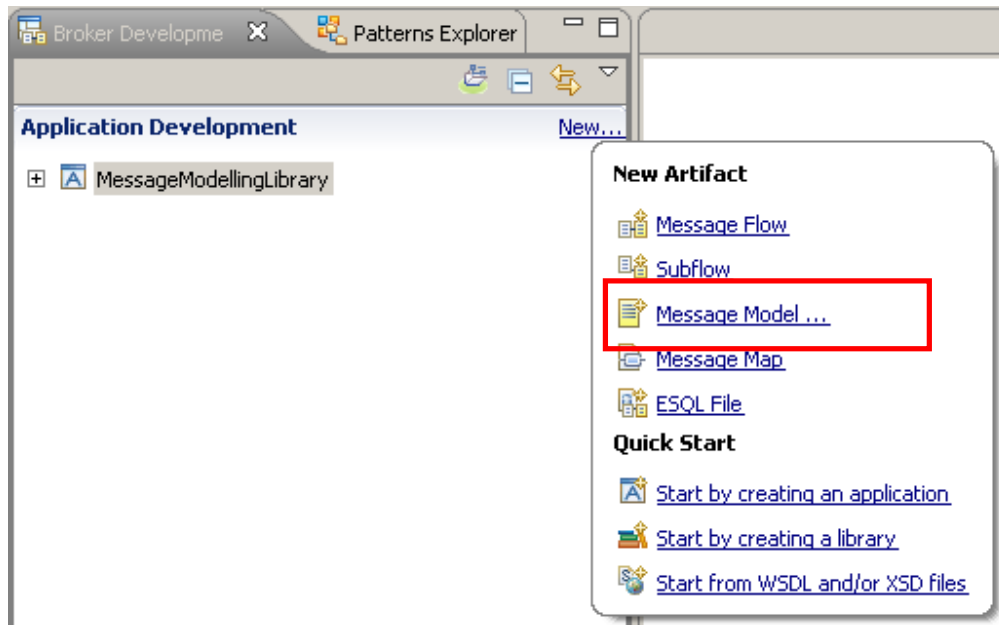 Broker Developme Patterns Explorer
Application Development New...
MessageModellingLibrary
New Artifact
Message Flow
Subflow
Message Model ...
Message Map
ESQL File
Quick Start
Start by creating an application
Start by creating a library
Start from WSDL and/or XSD files